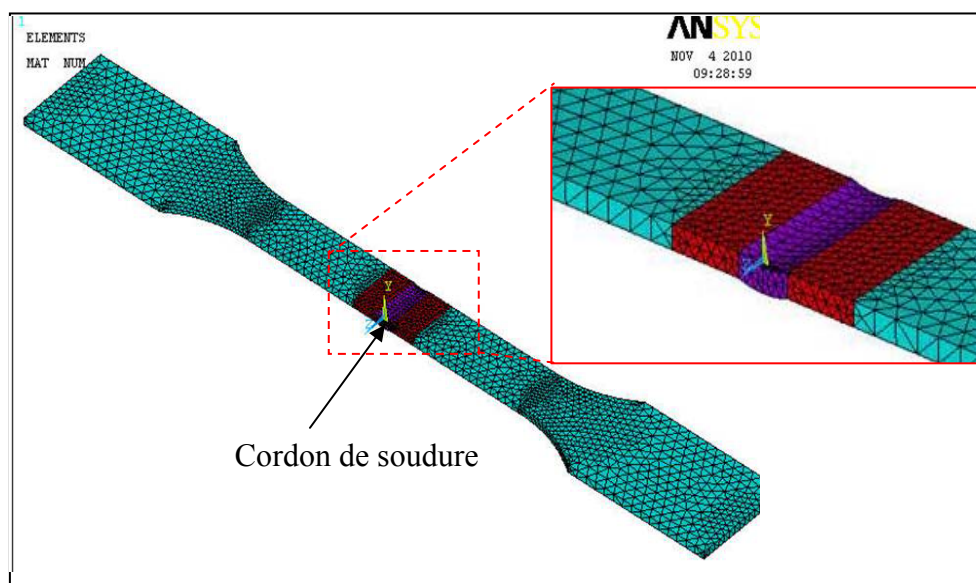 1
ELEMENTS
MAT NUM
ANSYS
NOV 4 2010
09:28:59
Y
Y
Cordon de soudure